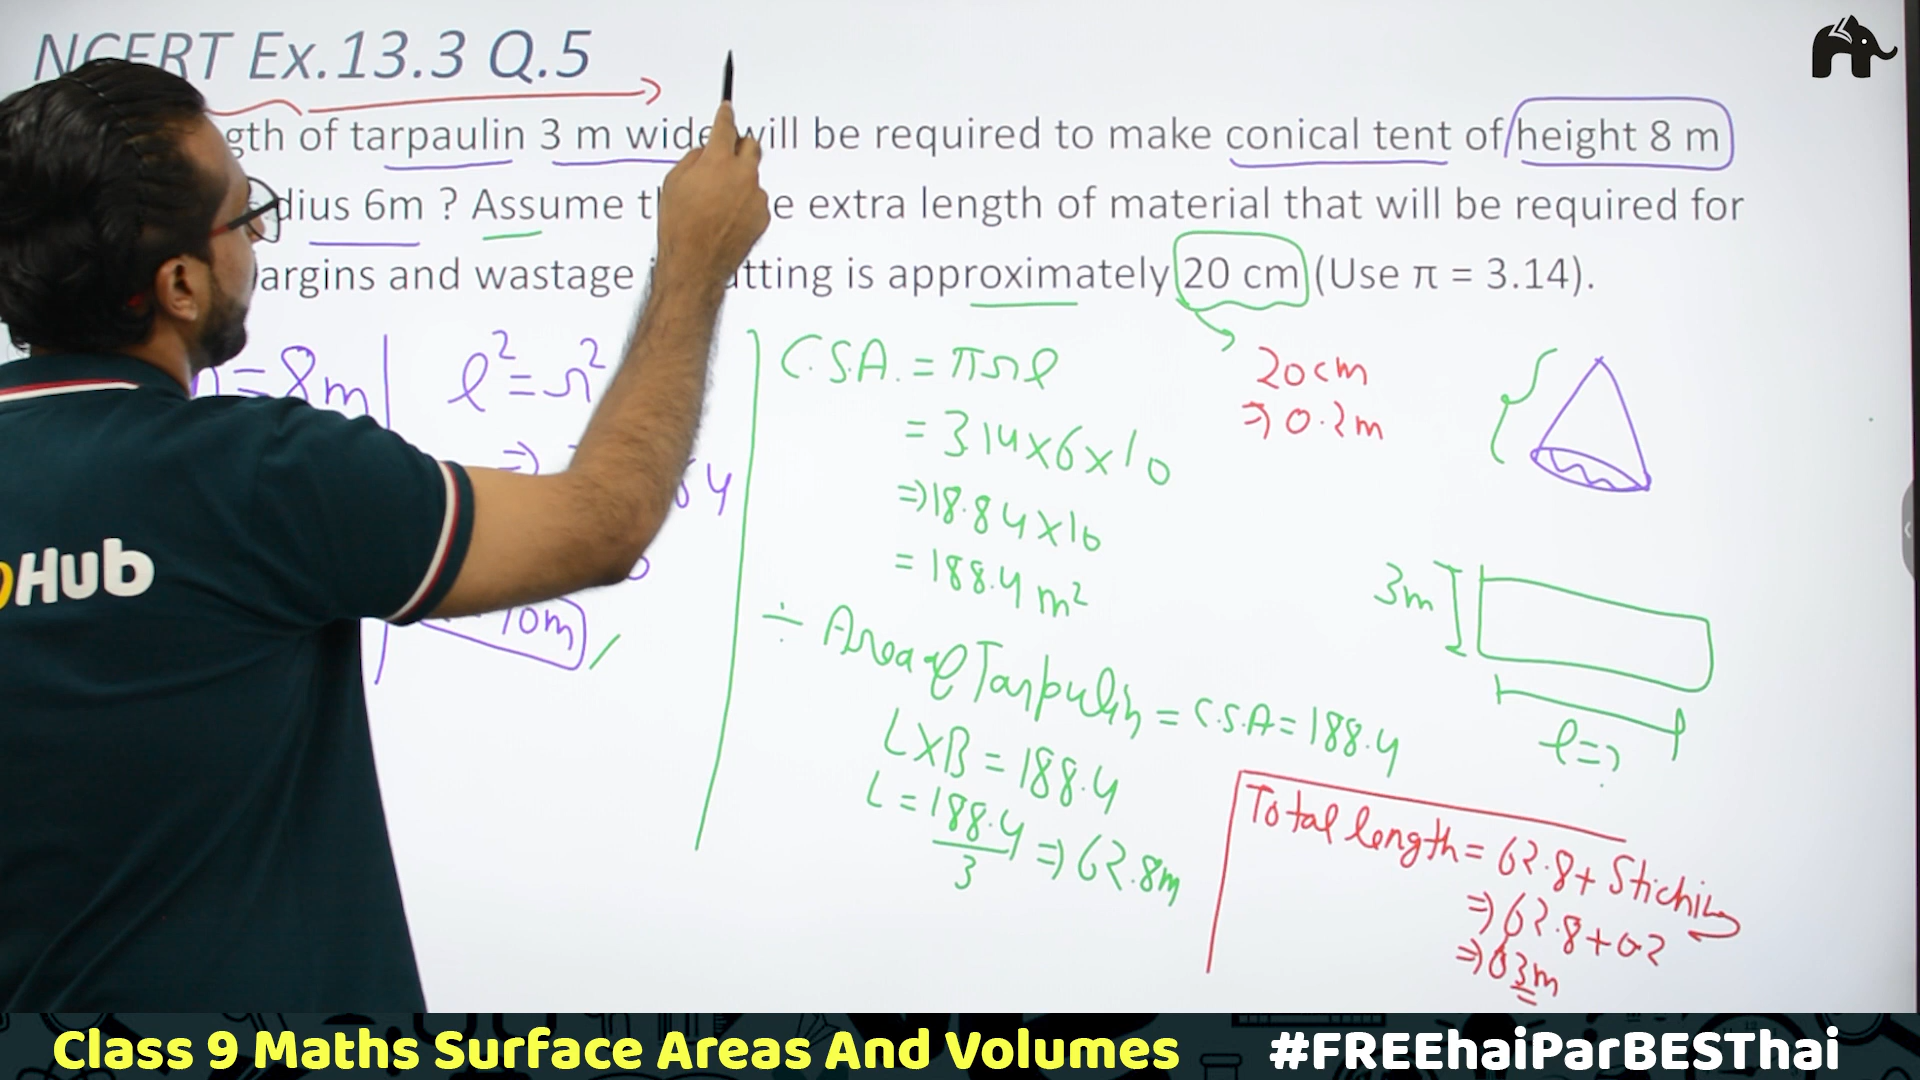 NCERT Ex.13.3 Q.5
gth of tarpaulin 3 m wide will be required to make conical tent of height 8 m
dius 6m ? Assume e extra length of material that will be required for
argins and wastage tting is approximately 20 cm (Use π = 3.14).
h=8m
l²=r²
64
10m
C.S.A. = πrl
= 3.14×6×10
⇒18.84×10
= 188.4 m²
÷ Area of Tarpulin = C.S.A = 188.4
L×B = 188.4
L = 188.4/3 ⇒ 62.8m
20cm
⇒ 0.2m
3m
l=?
Total length = 62.8+ Stiching
⇒ 62.8+0.2
⇒ 63m
Hub
Class 9 Maths Surface Areas And Volumes
#FREEhaiParBESThai